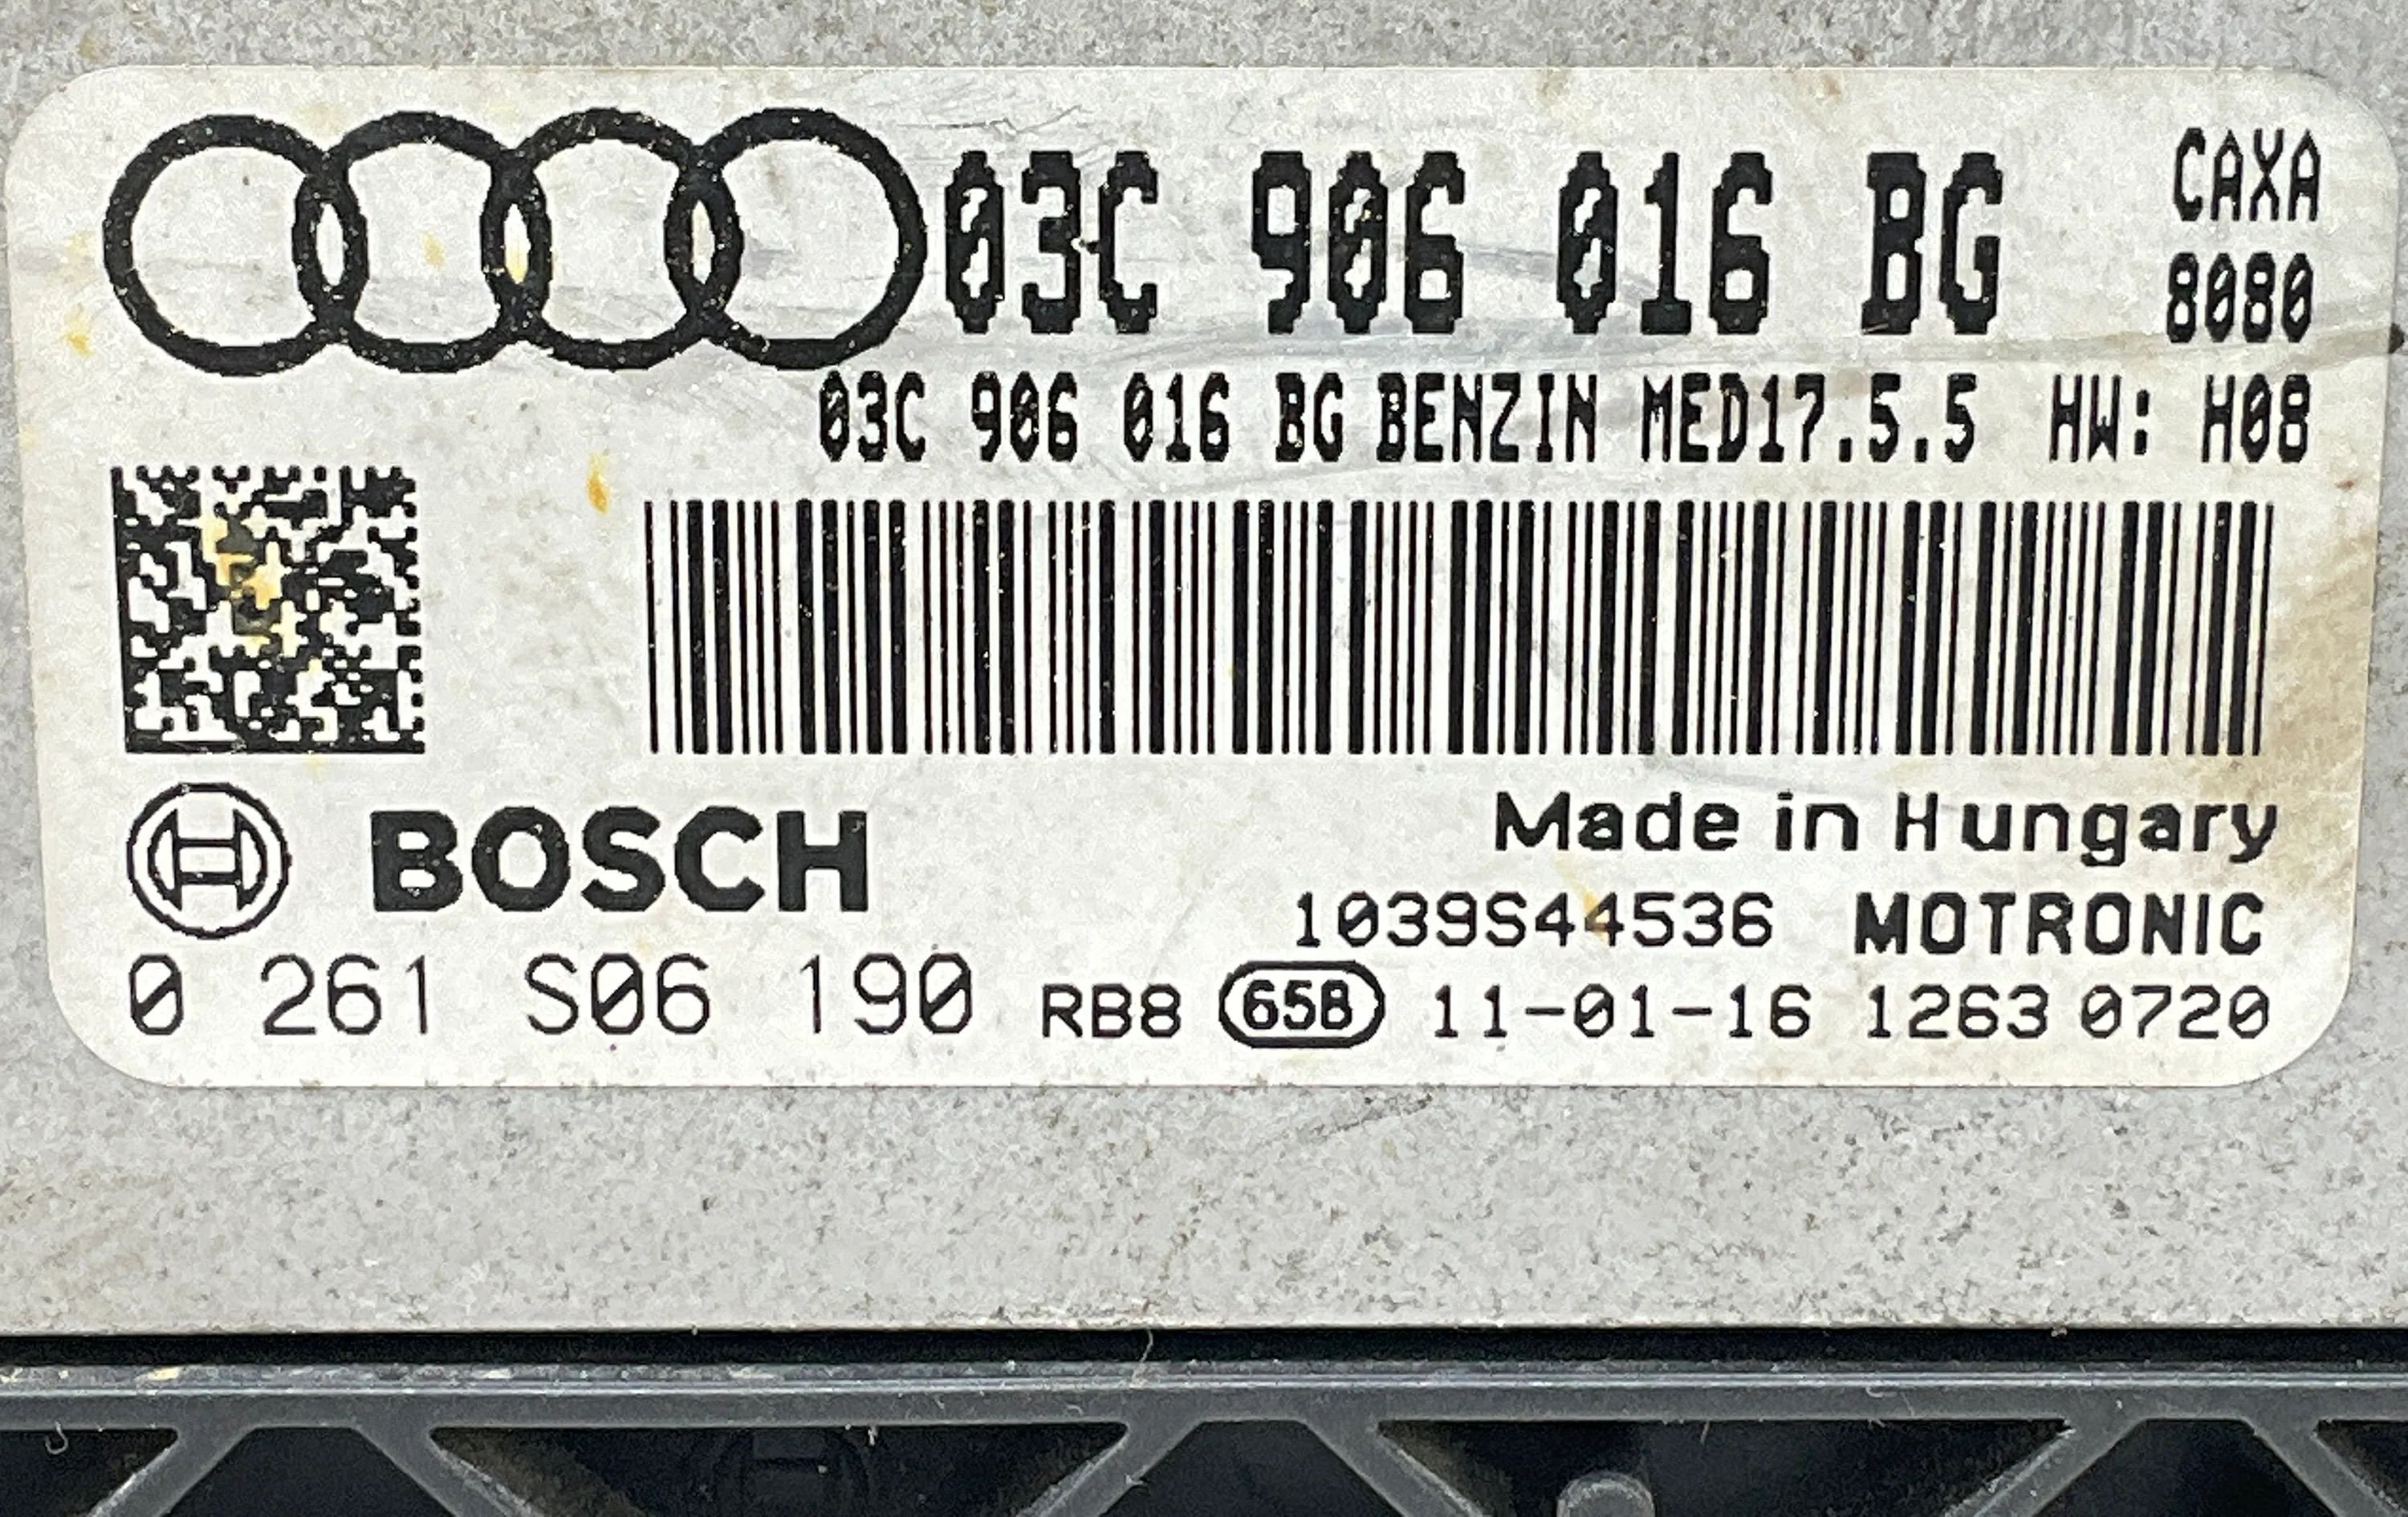 03C 906 016 BG CAXA
8080
03C 906 016 BG BENZIN MED17.5.5 HW: H08
BOSCH
Made in Hungary
1039S44536 MOTRONIC
0 261 S06 190 RB8 658 11-01-16 1263 0720